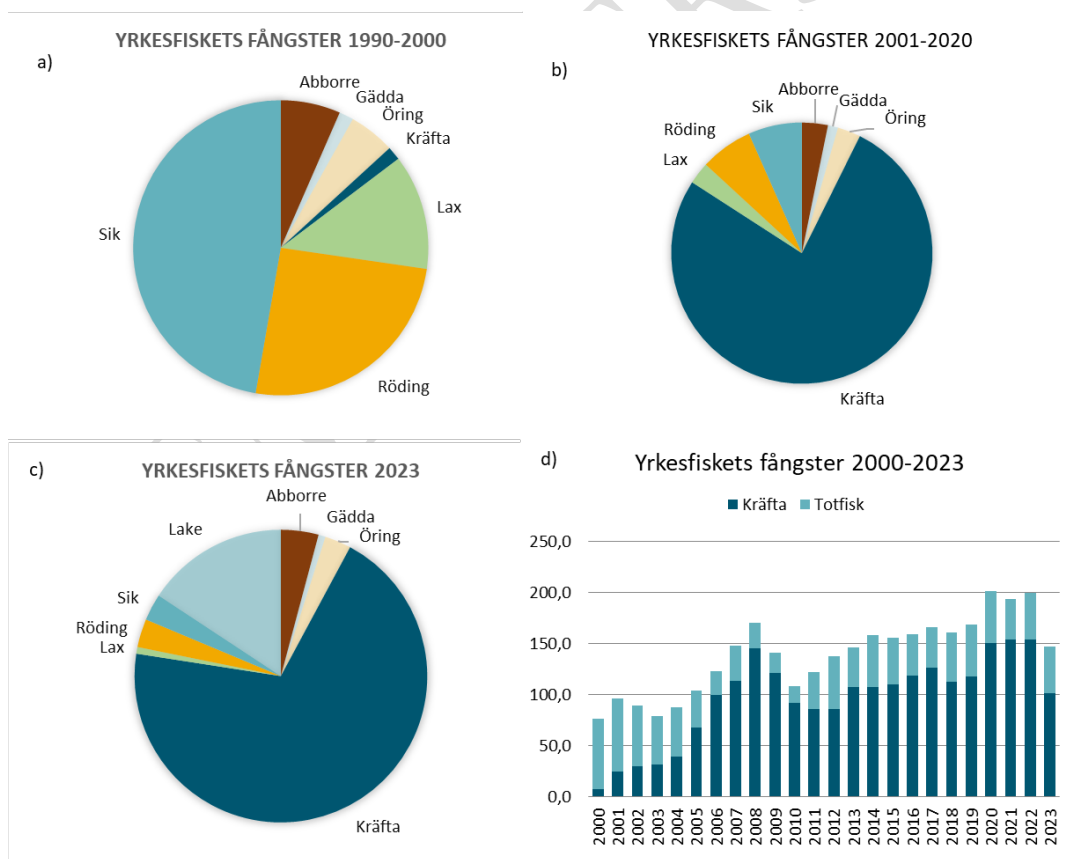 YRKESFISKETS FÅNGSTER 1990-2000
a)
Abborre
Gädda
Öring
Kräfta
Lax
Sik
Röding
YRKESFISKETS FÅNGSTER 2001-2020
b)
Abborre
Gädda
Sik
Öring
Röding
Lax
Kräfta
c)
YRKESFISKETS FÅNGSTER 2023
Abborre
Gädda
Lake
Öring
Sik
Röding
Lax
Kräfta
d)
Yrkesfiskets fångster 2000-2023
Kräfta Totfisk
250,0
200,0
150,0
100,0
50,0
0,0
2000 2001 2002 2003 2004 2005 2006 2007 2008 2009 2010 2011 2012 2013 2014 2015 2016 2017 2018 2019 2020 2021 2022 2023